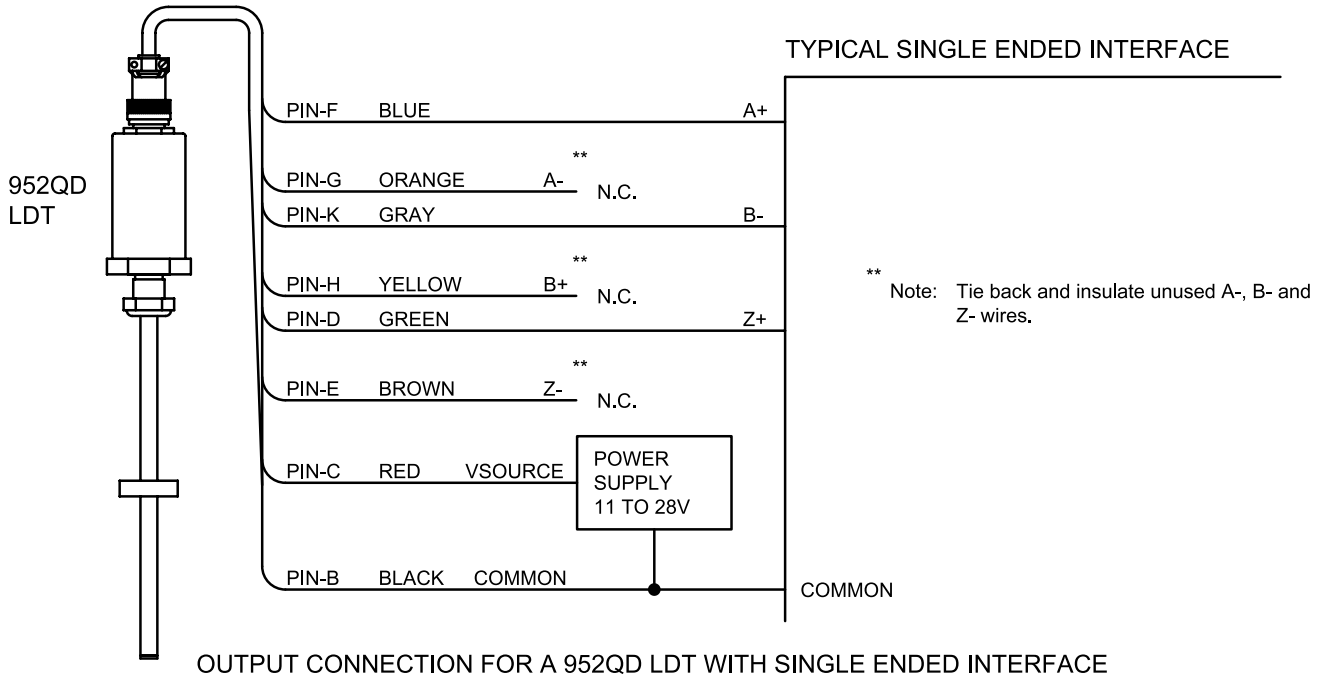 TYPICAL SINGLE ENDED INTERFACE
PIN-F BLUE A+
**
PIN-G ORANGE A- N.C.
952QD
LDT
PIN-K GRAY B-
**
PIN-H YELLOW B+ N.C.
** Note: Tie back and insulate unused A-, B- and
Z- wires.
PIN-D GREEN Z+
**
PIN-E BROWN Z- N.C.
PIN-C RED VSOURCE
POWER
SUPPLY
11 TO 28V
PIN-B BLACK COMMON
COMMON
OUTPUT CONNECTION FOR A 952QD LDT WITH SINGLE ENDED INTERFACE